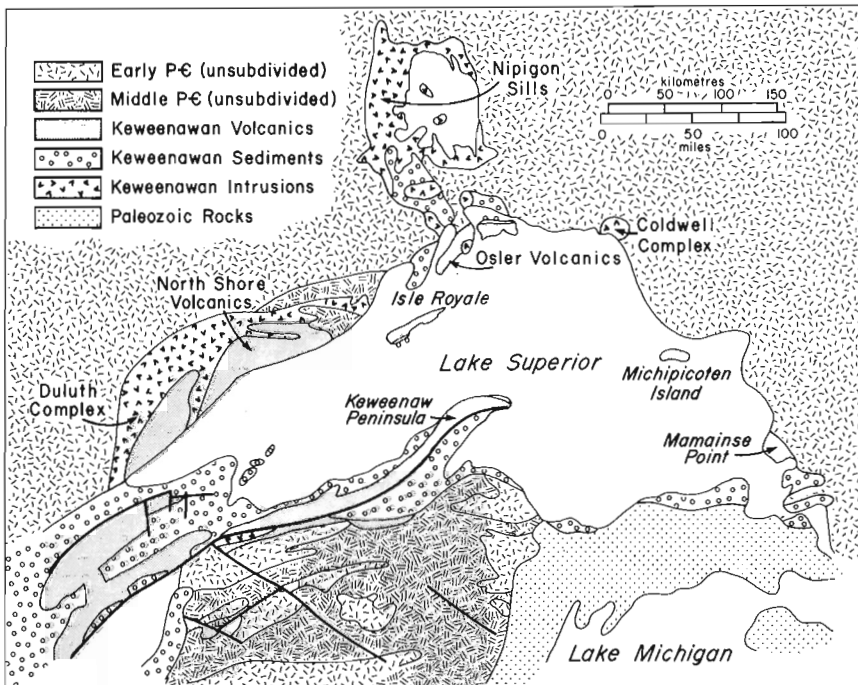 Early P-Є (unsubdivided)
Middle P-Є (unsubdivided)
Keweenawan Volcanics
Keweenawan Sediments
Keweenawan Intrusions
Paleozoic Rocks
Nipigon
Sills
kilometres
0 50 100 150
0 50 100
miles
Coldwell
Complex
Osler Volcanics
North Shore
Volcanics
Isle Royale
Lake Superior
Michipicoten
Island
Duluth
Complex
Keweenaw
Peninsula
Mamainse
Point
Lake Michigan